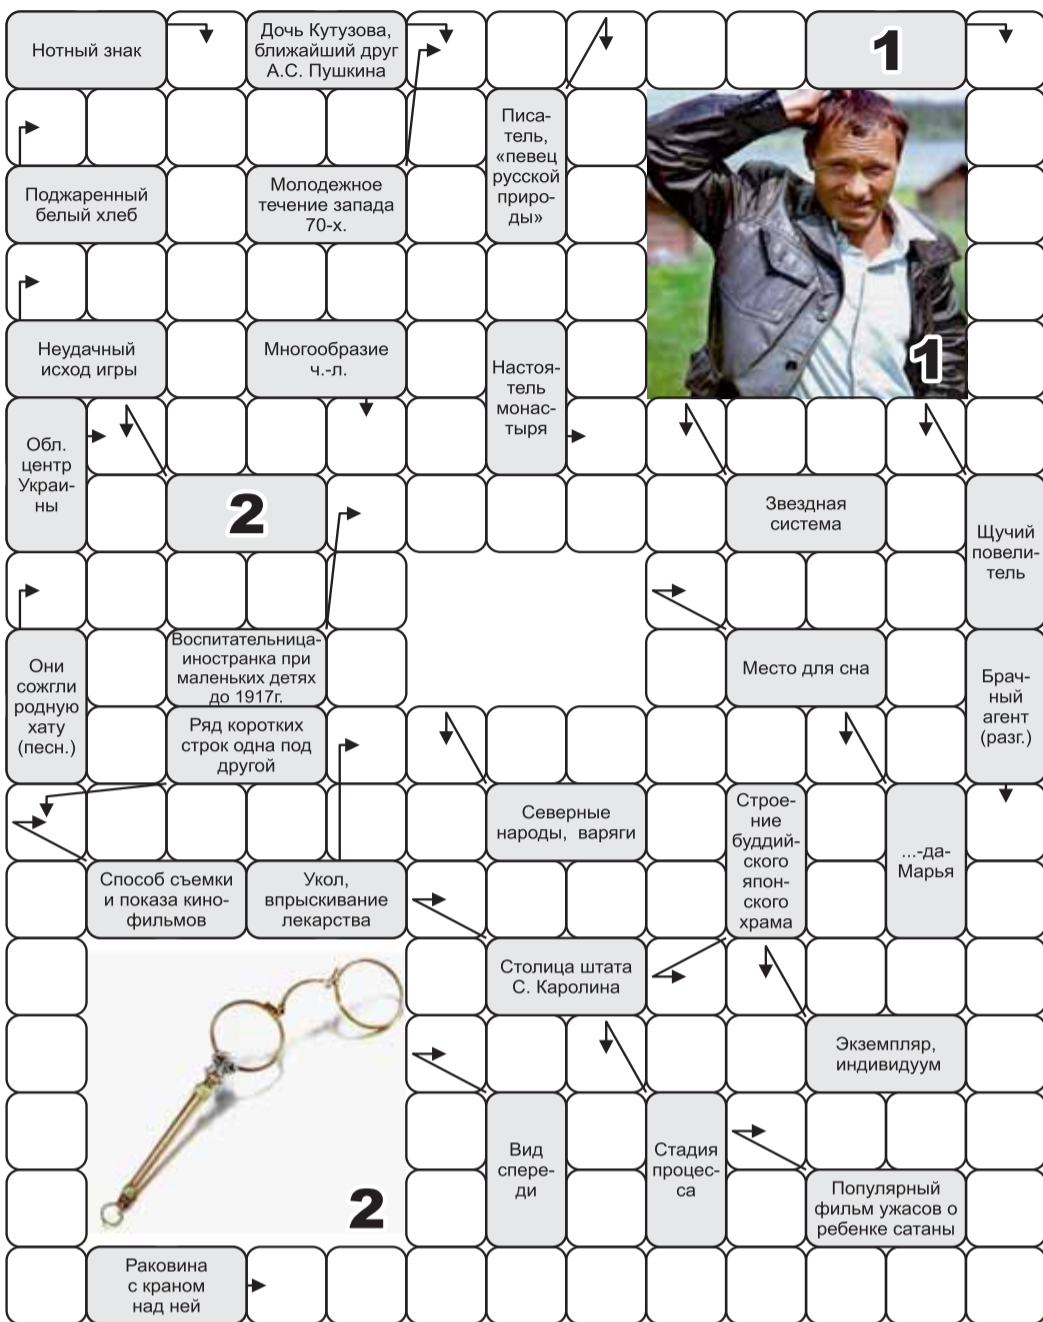 Нотный знак
Дочь Кутузова,
ближайший друг
А.С. Пушкина
1
Писа-
тель,
«певец
русской
приро-
ды»
Поджаренный
белый хлеб
Молодежное
течение запада
70-х.
Неудачный
исход игры
Многообразие
ч.-л.
Настоя-
тель
монас-
тыря
1
Обл.
центр
Украи-
ны
2
Звездная
система
Щучий
повели-
тель
Они
сожгли
родную
хату
(песн.)
Воспитательница-
иностранка при
маленьких детях
до 1917г.
Место для сна
Брач-
ный
агент
(разг.)
Ряд коротких
строк одна под
другой
Северные
народы, варяги
Строе-
ние
буддий-
ского
япон-
ского
храма
...-да-
Марья
Способ съемки
и показа кино-
фильмов
Укол,
впрыскивание
лекарства
Столица штата
С. Каролина
Экземпляр,
индивидуум
Вид
спере-
ди
Стадия
процес-
са
2
Популярный
фильм ужасов о
ребенке сатаны
Раковина
с краном
над ней